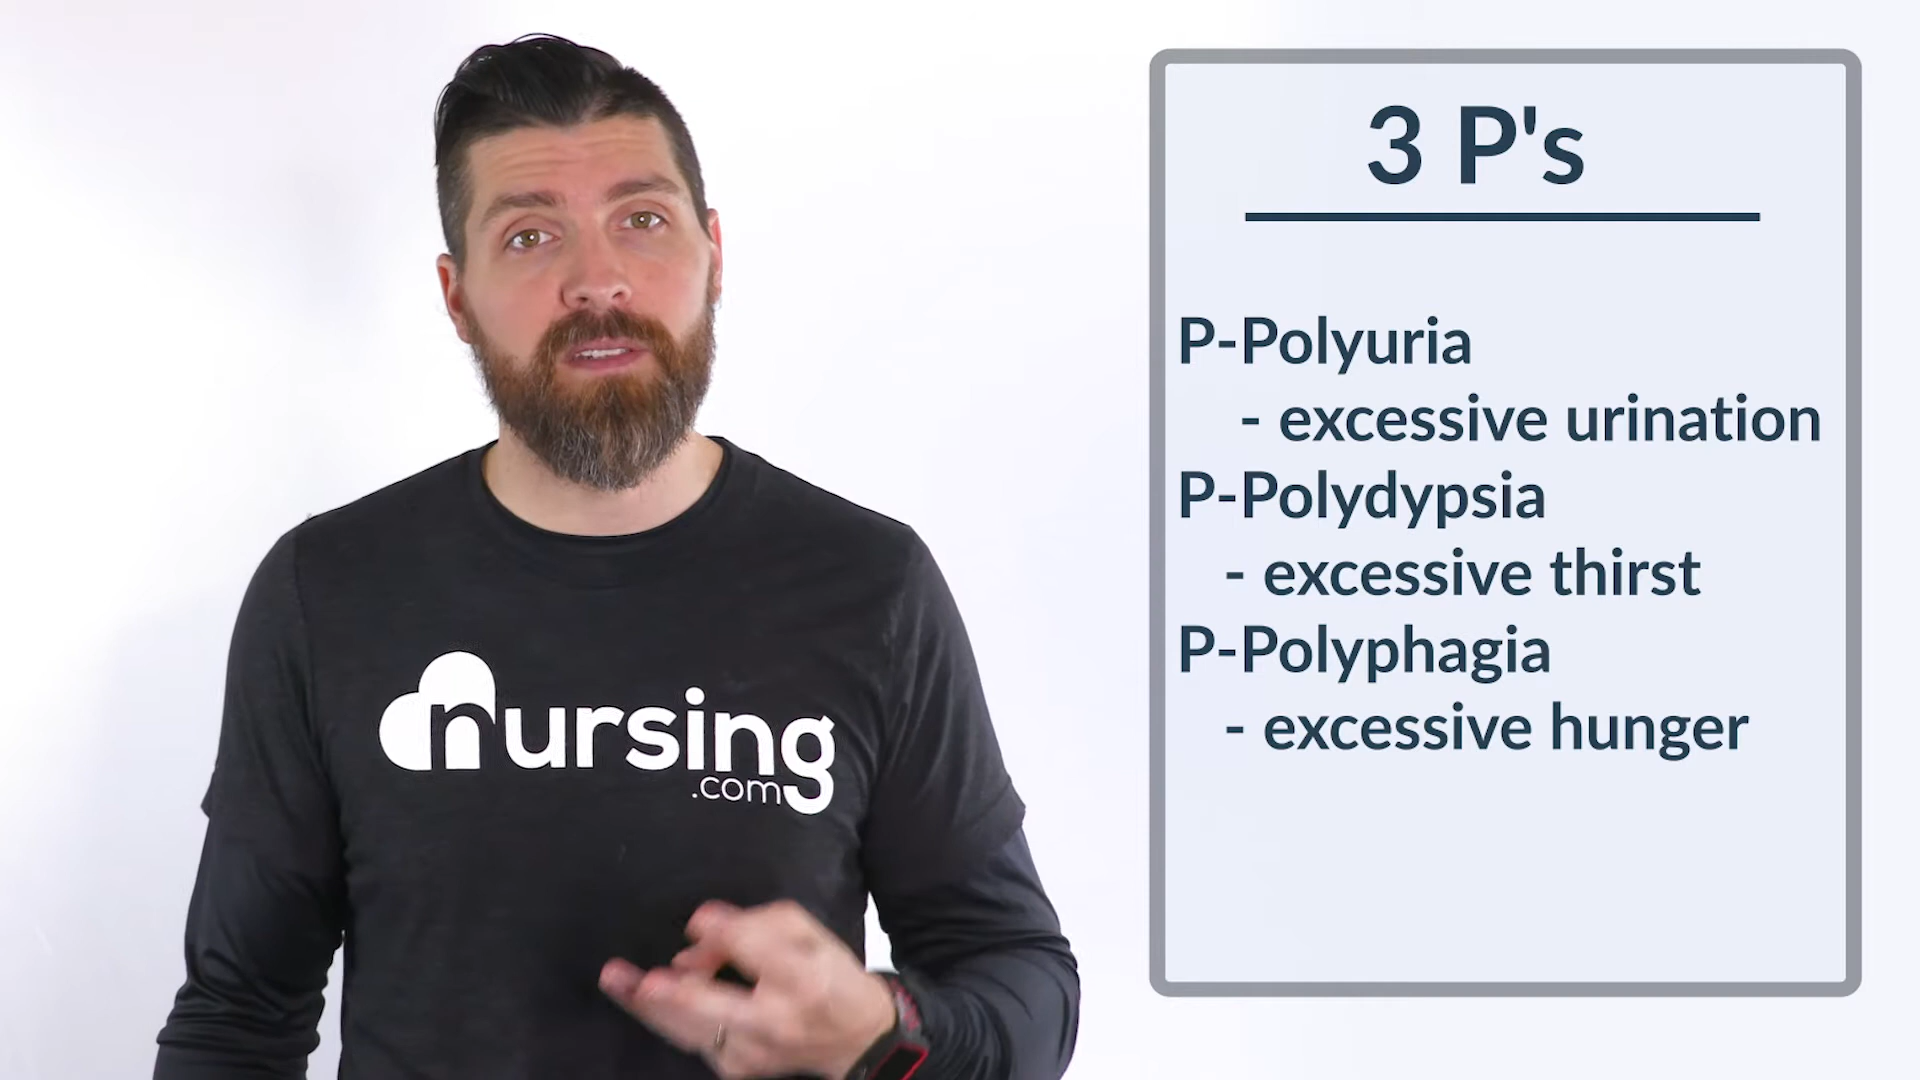 3 P's
P-Polyuria
- excessive urination
P-Polydypsia
- excessive thirst
P-Polyphagia
- excessive hunger
nursing
.com